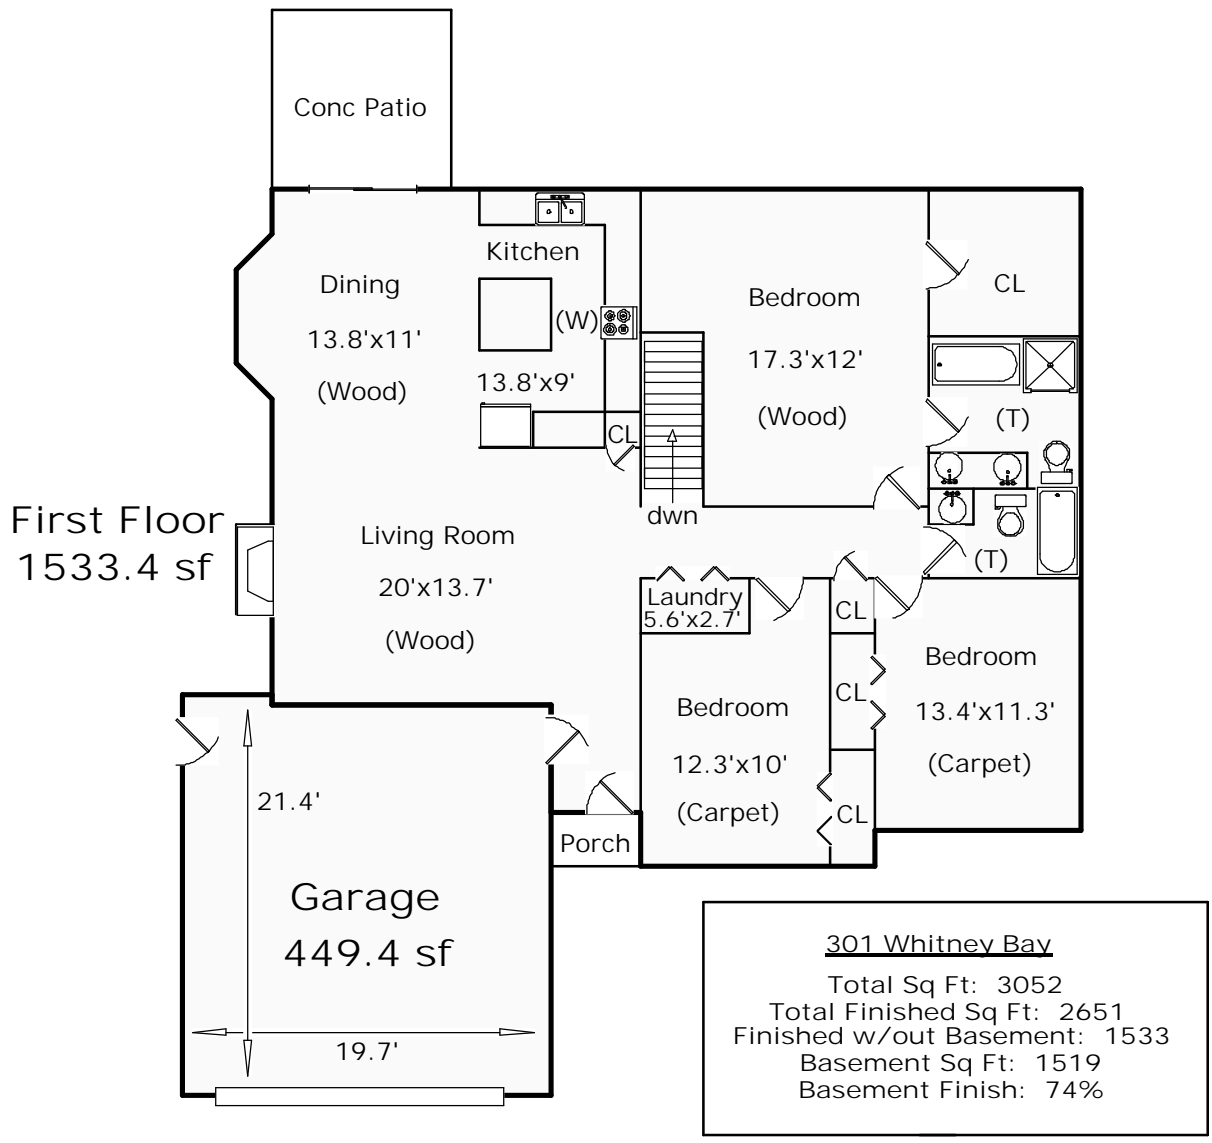 Conc Patio
Kitchen
Dining
CL
Bedroom
(W)
13.8'x11'
17.3'x12'
13.8'x9'
(Wood)
(Wood)
(T)
CL
First Floor
1533.4 sf
dwn
Living Room
20'x13.7'
(Wood)
(T)
Laundry
5.6'x2.7'
CL
Bedroom
13.4'x11.3'
(Carpet)
CL
Bedroom
12.3'x10'
(Carpet)
CL
21.4'
Porch
Garage
449.4 sf
19.7'
301 Whitney Bay
Total Sq Ft: 3052
Total Finished Sq Ft: 2651
Finished w/out Basement: 1533
Basement Sq Ft: 1519
Basement Finish: 74%